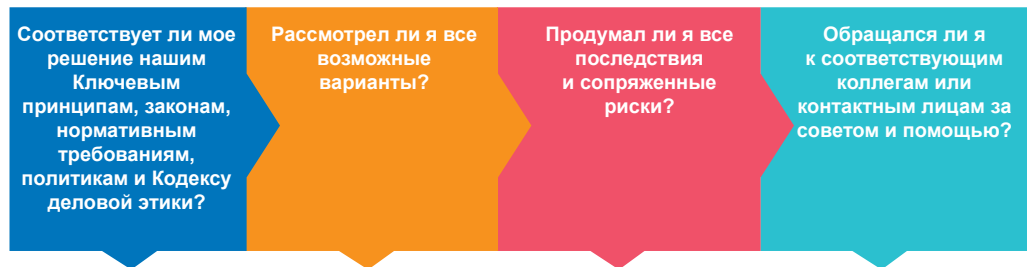 Соответствует ли мое
решение нашим
Ключевым
принципам, законам,
нормативным
требованиям,
политикам и Кодексу
деловой этики?
Рассмотрел ли я все
возможные
варианты?
Продумал ли я все
последствия
и сопряженные
риски?
Обращался ли я
к соответствующим
коллегам или
контактным лицам за
советом и помощью?